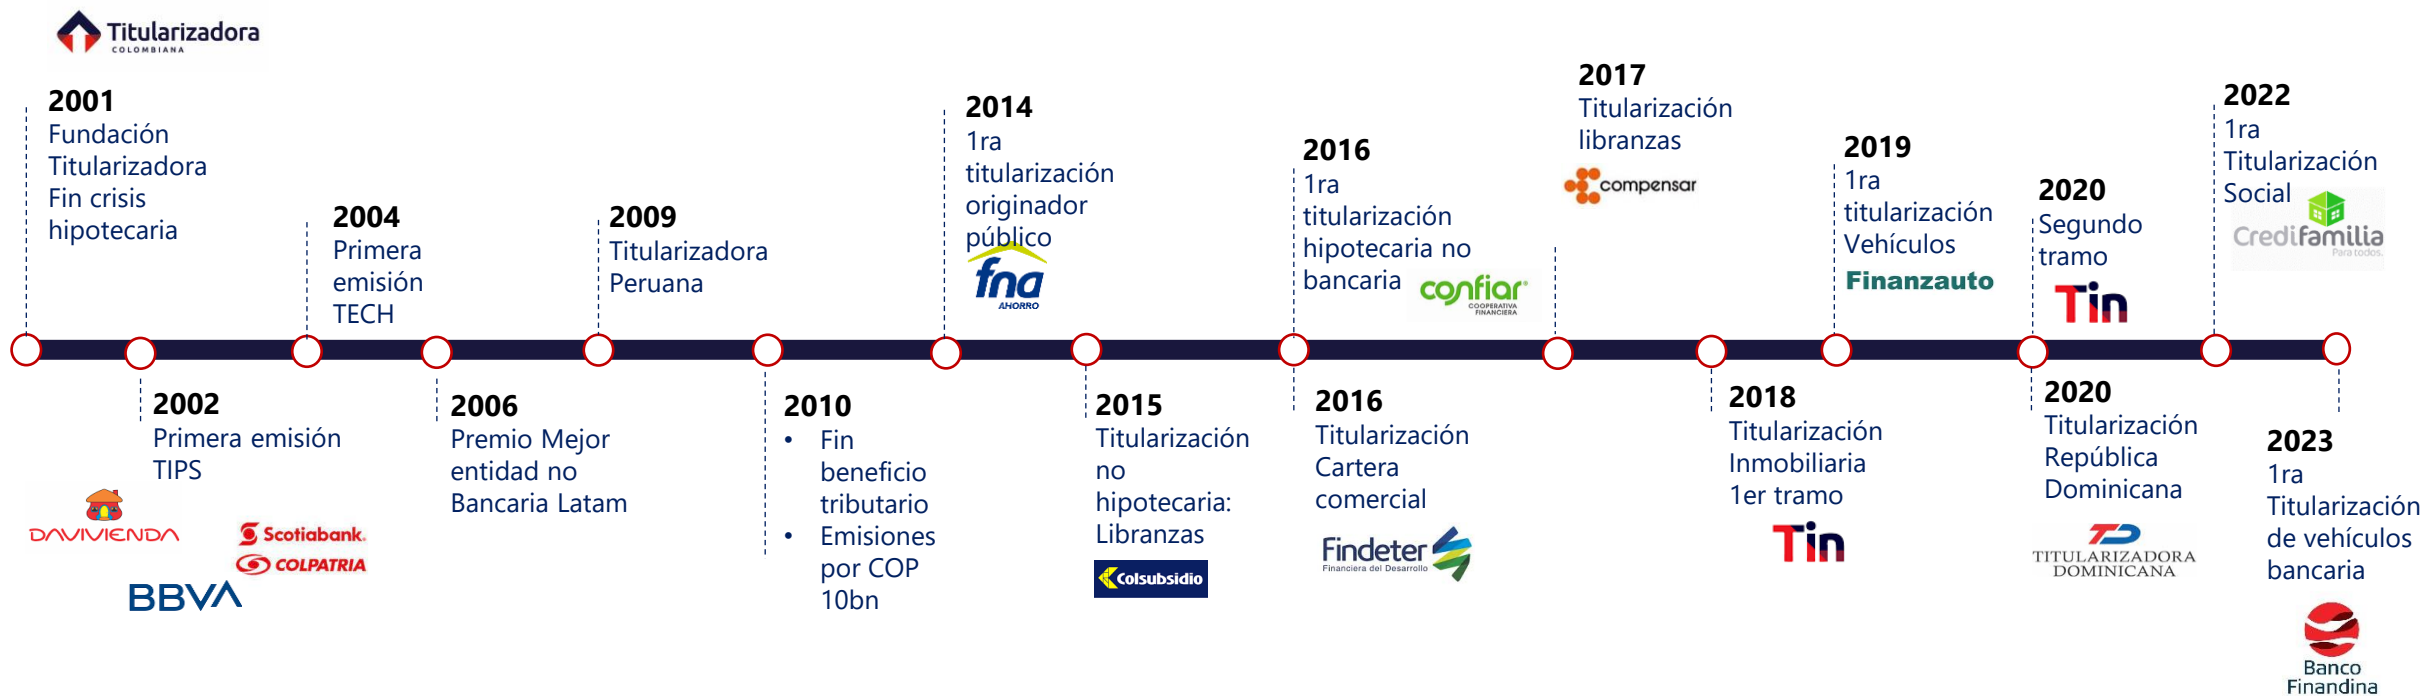 Titularizadora
COLOMBIANA
2001
Fundación
Titularizadora
Fin crisis
hipotecaria
2002
Primera emisión
TIPS
DAVIVIENDA
Scotiabank.
COLPATRIA
BBVA
2004
Primera
emisión
TECH
2006
Premio Mejor
entidad no
Bancaria Latam
2009
Titularizadora
Peruana
2010
• Fin
beneficio
tributario
• Emisiones
por COP
10bn
2014
1ra
titularización
originador
público
fna
AHORRO
2015
Titularización
no
hipotecaria:
Libranzas
Colsubsidio
2016
1ra
titularización
hipotecaria no
bancaria
confiar
COOPERATIVA
FINANCIERA
2016
Titularización
Cartera
comercial
Findeter
Financiera del Desarrollo
2017
Titularización
libranzas
compensar
2018
Titularización
Inmobiliaria
1er tramo
Tin
2019
1ra
titularización
Vehículos
Finanzauto
2020
Segundo
tramo
Tin
2020
Titularización
República
Dominicana
TD
TITULARIZADORA
DOMINICANA
2022
1ra
Titularización
Social
Credifamilia
Para todos.
2023
1ra
Titularización
de vehículos
bancaria
Banco
Finandina